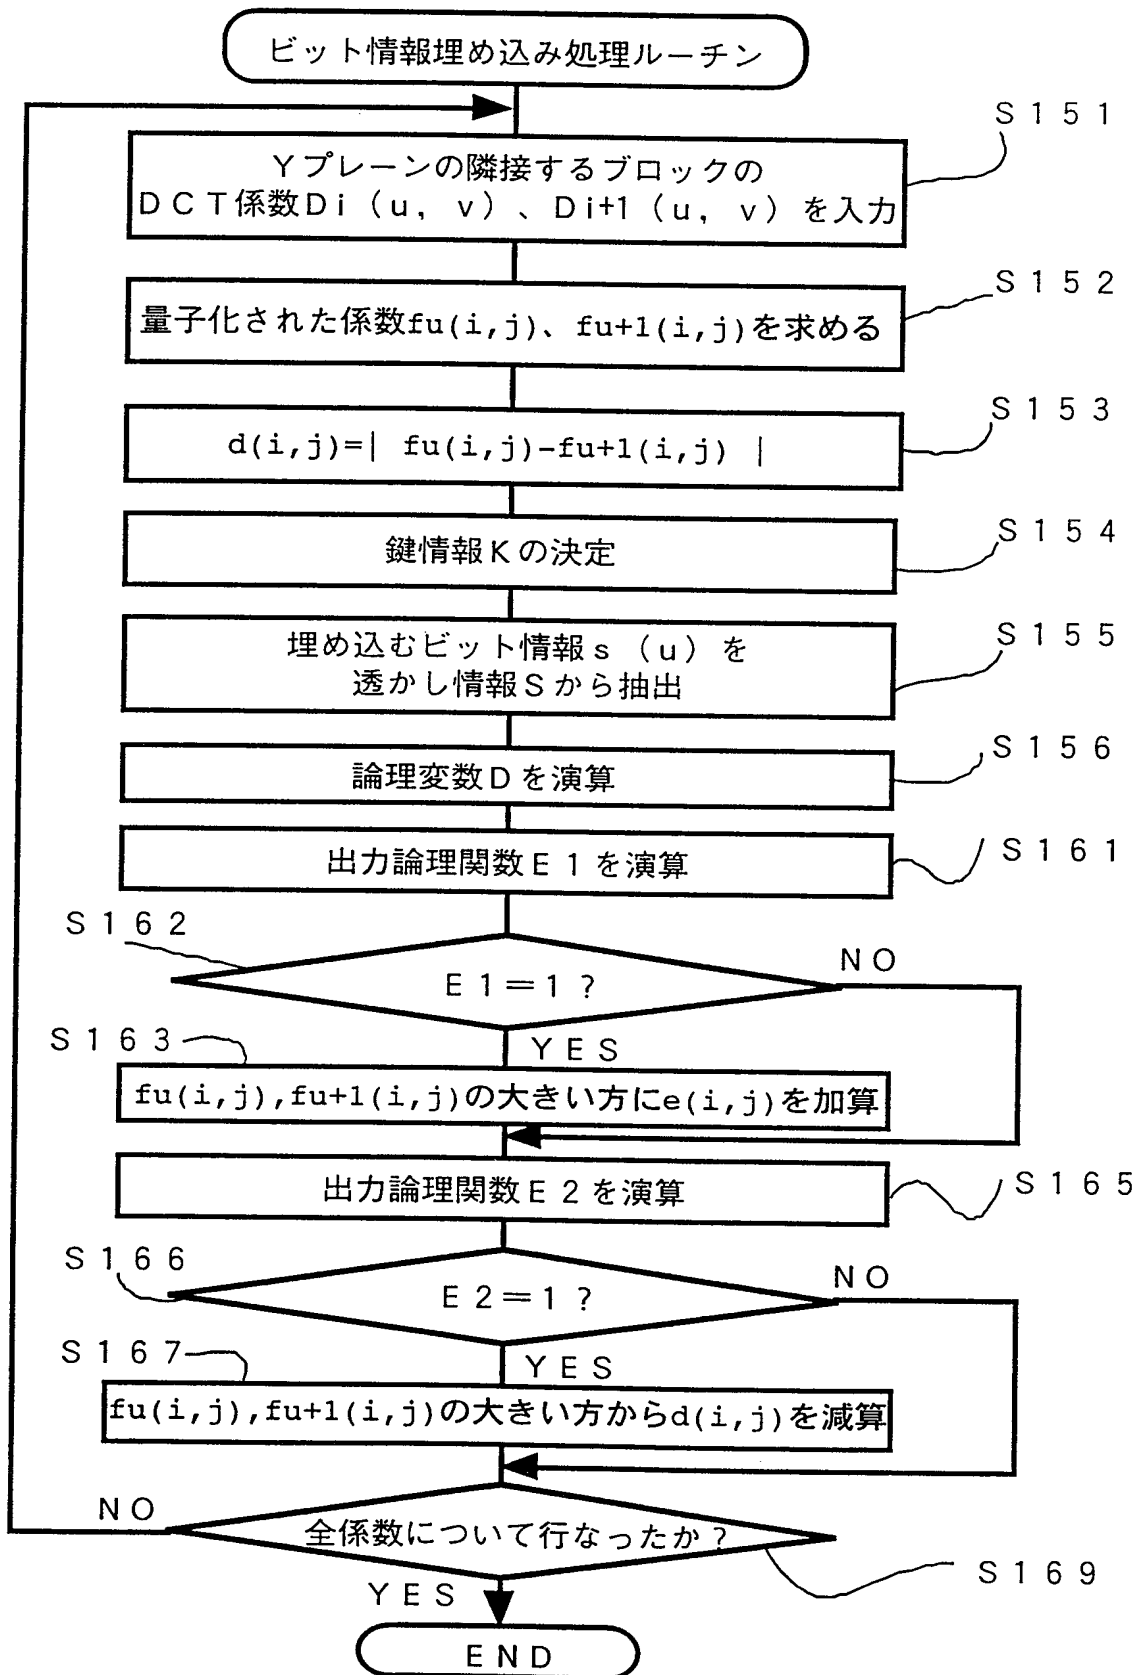 ビット情報埋め込み処理ルーチン
S151
Yプレーンの隣接するブロックの
DCT係数Di(u,v)、Di+1(u,v)を入力
S152
量子化された係数fu(i,j)、fu+1(i,j)を求める
S153
d(i,j)=| fu(i,j)-fu+1(i,j) |
S154
鍵情報Kの決定
S155
埋め込むビット情報s(u)を
透かし情報Sから抽出
S156
論理変数Dを演算
S161
出力論理関数E1を演算
S162
E1=1?
NO
YES
S163
fu(i,j),fu+1(i,j)の大きい方にe(i,j)を加算
S165
出力論理関数E2を演算
S166
E2=1?
NO
YES
S167
fu(i,j),fu+1(i,j)の大きい方からd(i,j)を減算
NO
全係数について行なったか?
S169
YES
END